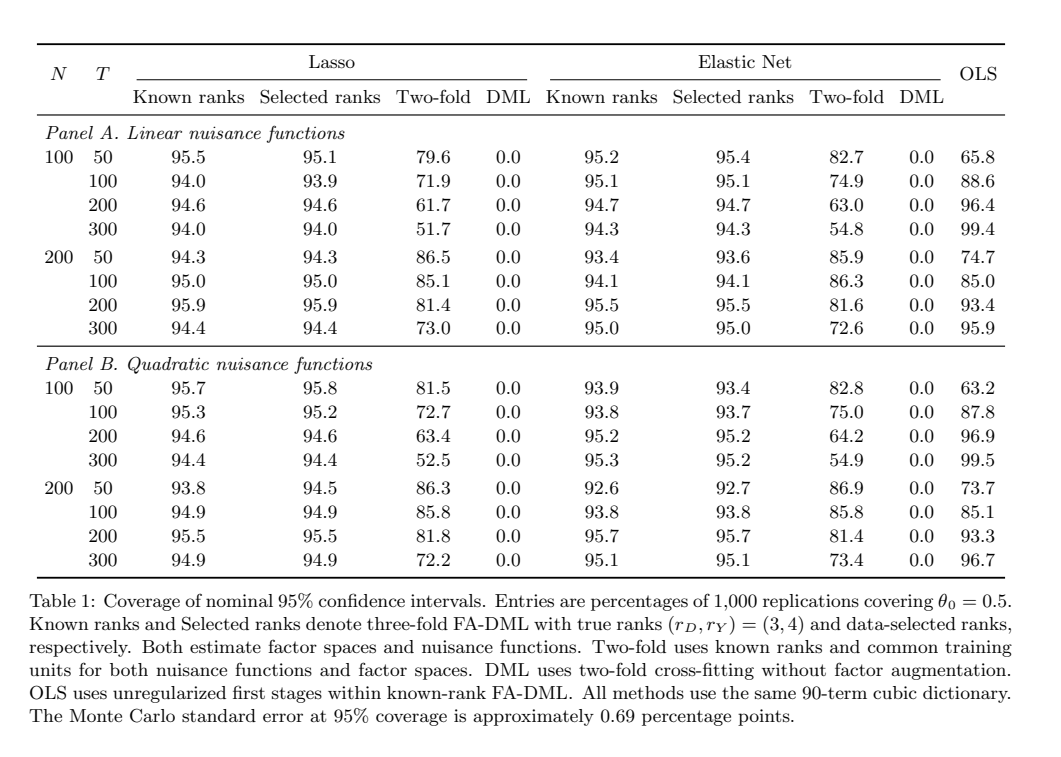 N T Lasso Elastic Net OLS
Known ranks Selected ranks Two-fold DML Known ranks Selected ranks Two-fold DML
Panel A. Linear nuisance functions
100 50 95.5 95.1 79.6 0.0 95.2 95.4 82.7 0.0 65.8
100 94.0 93.9 71.9 0.0 95.1 95.1 74.9 0.0 88.6
200 94.6 94.6 61.7 0.0 94.7 94.7 63.0 0.0 96.4
300 94.0 94.0 51.7 0.0 94.3 94.3 54.8 0.0 99.4
200 50 94.3 94.3 86.5 0.0 93.4 93.6 85.9 0.0 74.7
100 95.0 95.0 85.1 0.0 94.1 94.1 86.3 0.0 85.0
200 95.9 95.9 81.4 0.0 95.5 95.5 81.6 0.0 93.4
300 94.4 94.4 73.0 0.0 95.0 95.0 72.6 0.0 95.9
Panel B. Quadratic nuisance functions
100 50 95.7 95.8 81.5 0.0 93.9 93.4 82.8 0.0 63.2
100 95.3 95.2 72.7 0.0 93.8 93.7 75.0 0.0 87.8
200 94.6 94.6 63.4 0.0 95.2 95.2 64.2 0.0 96.9
300 94.4 94.4 52.5 0.0 95.3 95.2 54.9 0.0 99.5
200 50 93.8 94.5 86.3 0.0 92.6 92.7 86.9 0.0 73.7
100 94.9 94.9 85.8 0.0 93.8 93.8 85.8 0.0 85.1
200 95.5 95.5 81.8 0.0 95.7 95.7 81.4 0.0 93.3
300 94.9 94.9 72.2 0.0 95.1 95.1 73.4 0.0 96.7
Table 1: Coverage of nominal 95% confidence intervals. Entries are percentages of 1,000 replications covering θ₀ = 0.5.
Known ranks and Selected ranks denote three-fold FA-DML with true ranks (r_D, r_Y) = (3, 4) and data-selected ranks,
respectively. Both estimate factor spaces and nuisance functions. Two-fold uses known ranks and common training
units for both nuisance functions and factor spaces. DML uses two-fold cross-fitting without factor augmentation.
OLS uses unregularized first stages within known-rank FA-DML. All methods use the same 90-term cubic dictionary.
The Monte Carlo standard error at 95% coverage is approximately 0.69 percentage points.